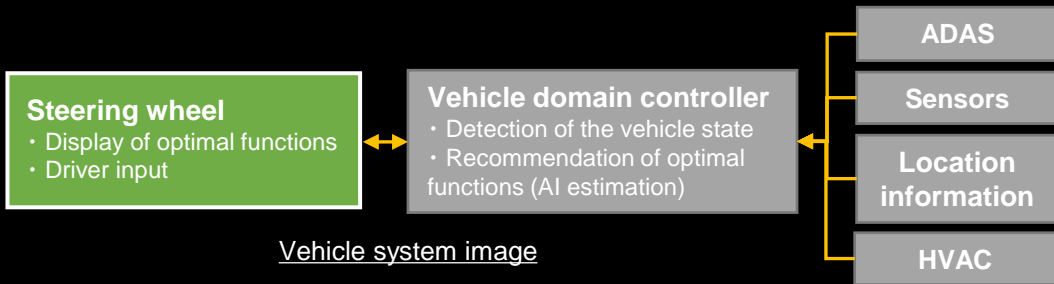 Steering wheel
・Display of optimal functions
・Driver input
Vehicle domain controller
・Detection of the vehicle state
・Recommendation of optimal
functions (AI estimation)
ADAS
Sensors
Location
information
HVAC
Vehicle system image